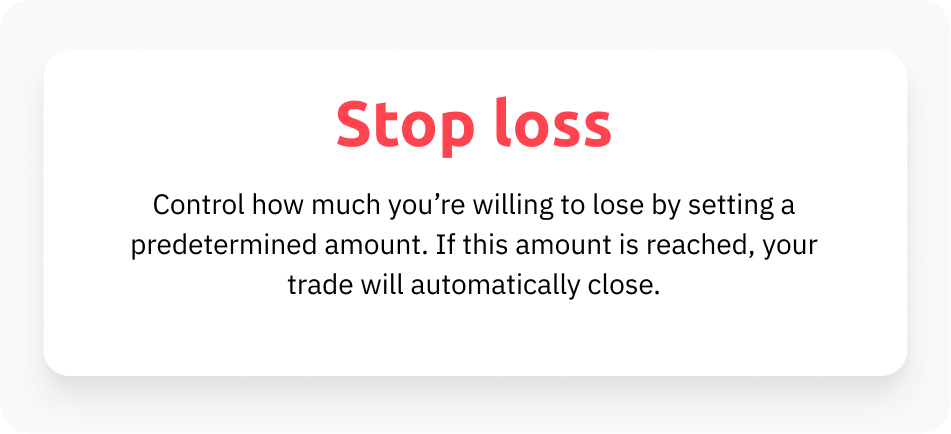 Stop loss
Control how much you’re willing to lose by setting a
predetermined amount. If this amount is reached, your
trade will automatically close.